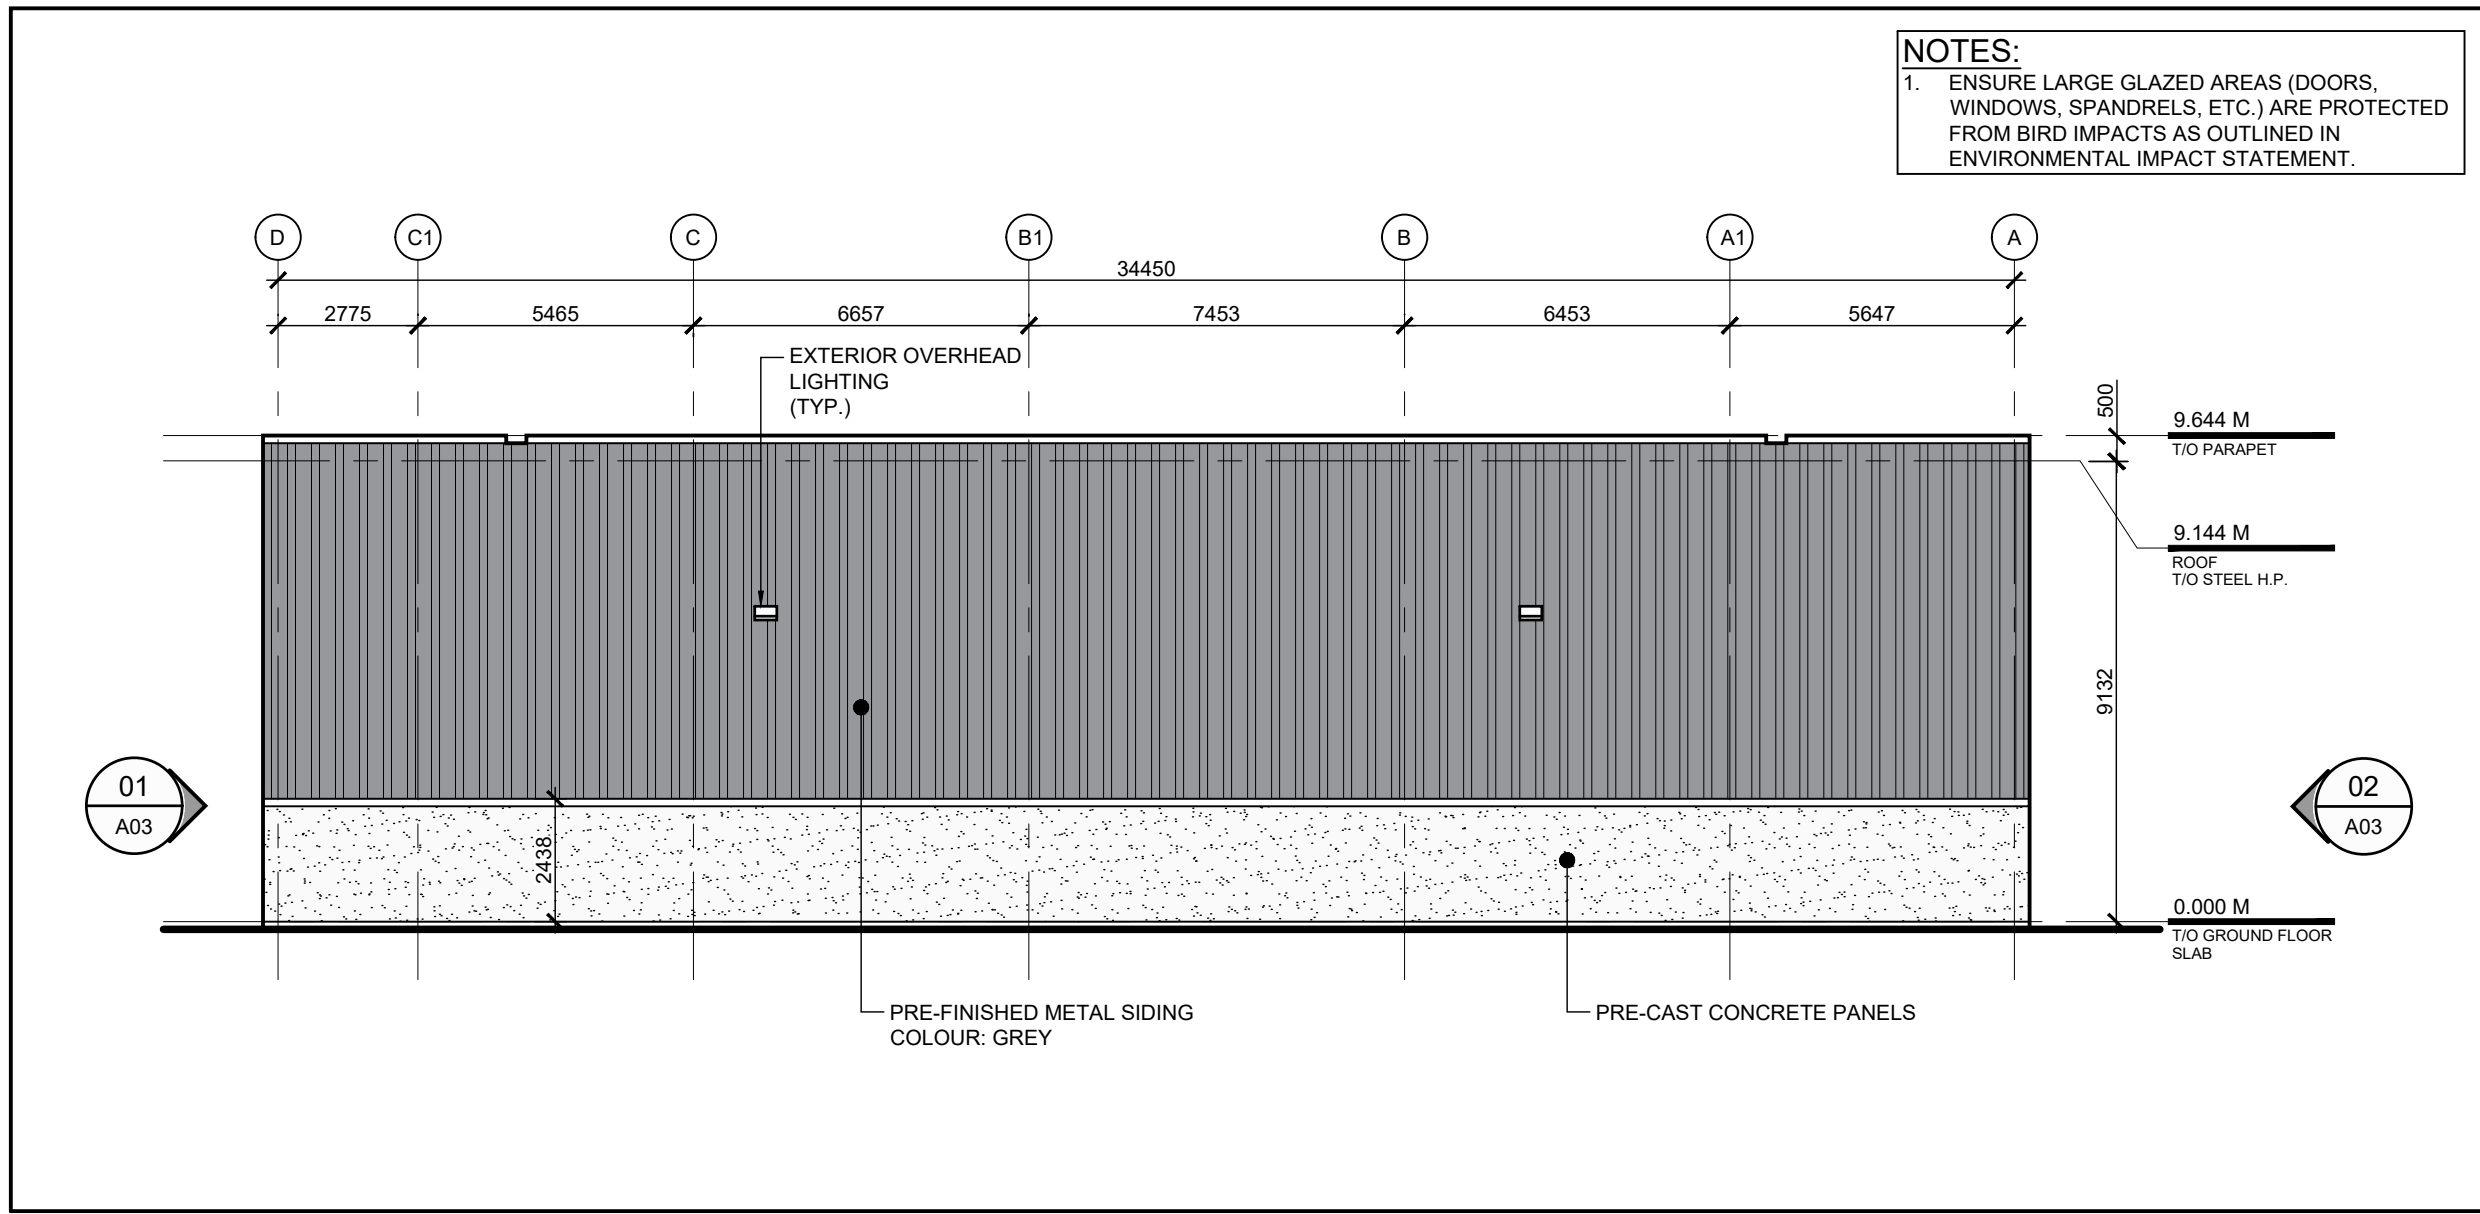 NOTES:
1. ENSURE LARGE GLAZED AREAS (DOORS,
WINDOWS, SPANDRELS, ETC.) ARE PROTECTED
FROM BIRD IMPACTS AS OUTLINED IN
ENVIRONMENTAL IMPACT STATEMENT.
D C1 C B1 B A1 A
34450
2775 5465 6657 7453 6453 5647
EXTERIOR OVERHEAD
LIGHTING
(TYP.)
500
9.644 M
T/O PARAPET
9.144 M
ROOF
T/O STEEL H.P.
9132
01
A03
02
A03
2438
0.000 M
T/O GROUND FLOOR
SLAB
PRE-FINISHED METAL SIDING
COLOUR: GREY
PRE-CAST CONCRETE PANELS